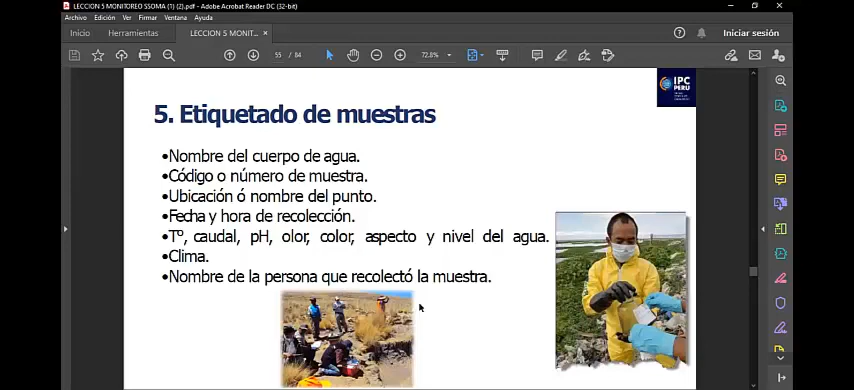 LECCION 5 MONITOREO SSOMA (1) (2).pdf - Adobe Acrobat Reader DC (32-bit)
Archivo Edición Ver Firmar Ventana Ayuda
Inicio Herramientas LECCION 5 MONIT... × Iniciar sesión
55 / 84 72.8%
IPC
PERU
5. Etiquetado de muestras
•Nombre del cuerpo de agua.
•Código o número de muestra.
•Ubicación ó nombre del punto.
•Fecha y hora de recolección.
•Tº, caudal, pH, olor, color, aspecto y nivel del agua.
•Clima.
•Nombre de la persona que recolectó la muestra.